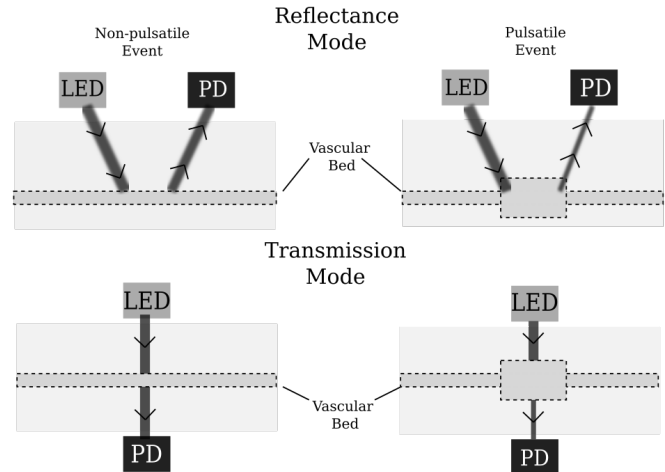 Reflectance
Mode
Non-pulsatile
Event
Pulsatile
Event
LED
PD
LED
PD
Vascular
Bed
Transmission
Mode
LED
LED
Vascular
Bed
PD
PD